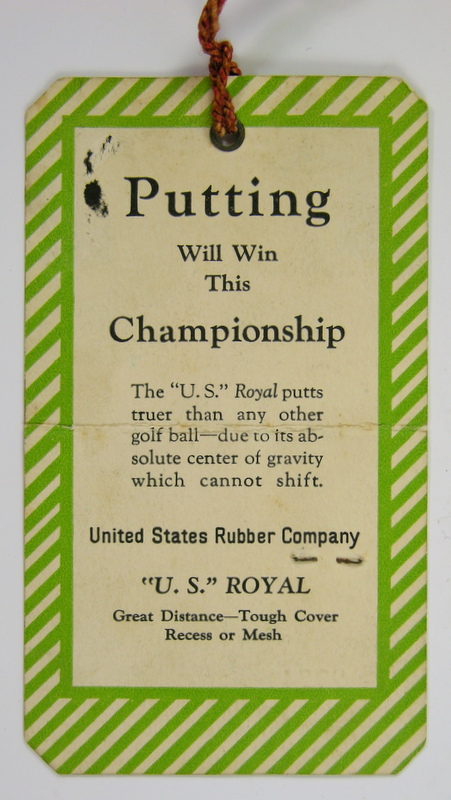 Putting
Will Win
This
Championship
The "U. S." Royal putts
truer than any other
golf ball—due to its ab-
solute center of gravity
which cannot shift.
United States Rubber Company
"U. S." ROYAL
Great Distance—Tough Cover
Recess or Mesh